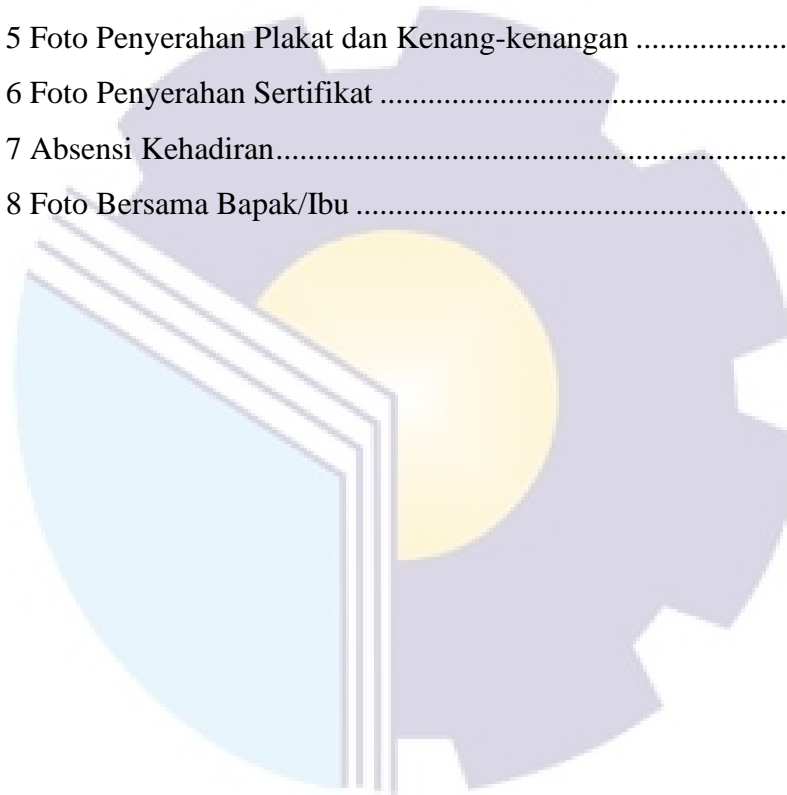 5 Foto Penyerahan Plakat dan Kenang-kenangan ...................
6 Foto Penyerahan Sertifikat ...................................................
7 Absensi Kehadiran................................................................
8 Foto Bersama Bapak/Ibu ......................................................